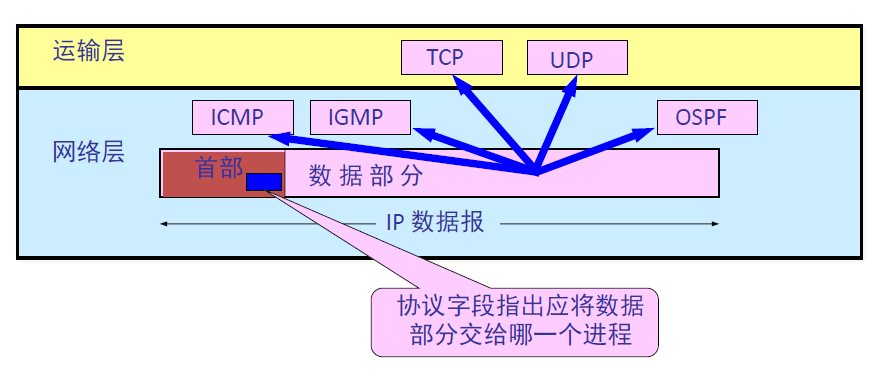 运输层
TCP
UDP
ICMP
IGMP
OSPF
网络层
首部
数 据 部 分
IP 数据报
协议字段指出应将数据
部分交给哪一个进程